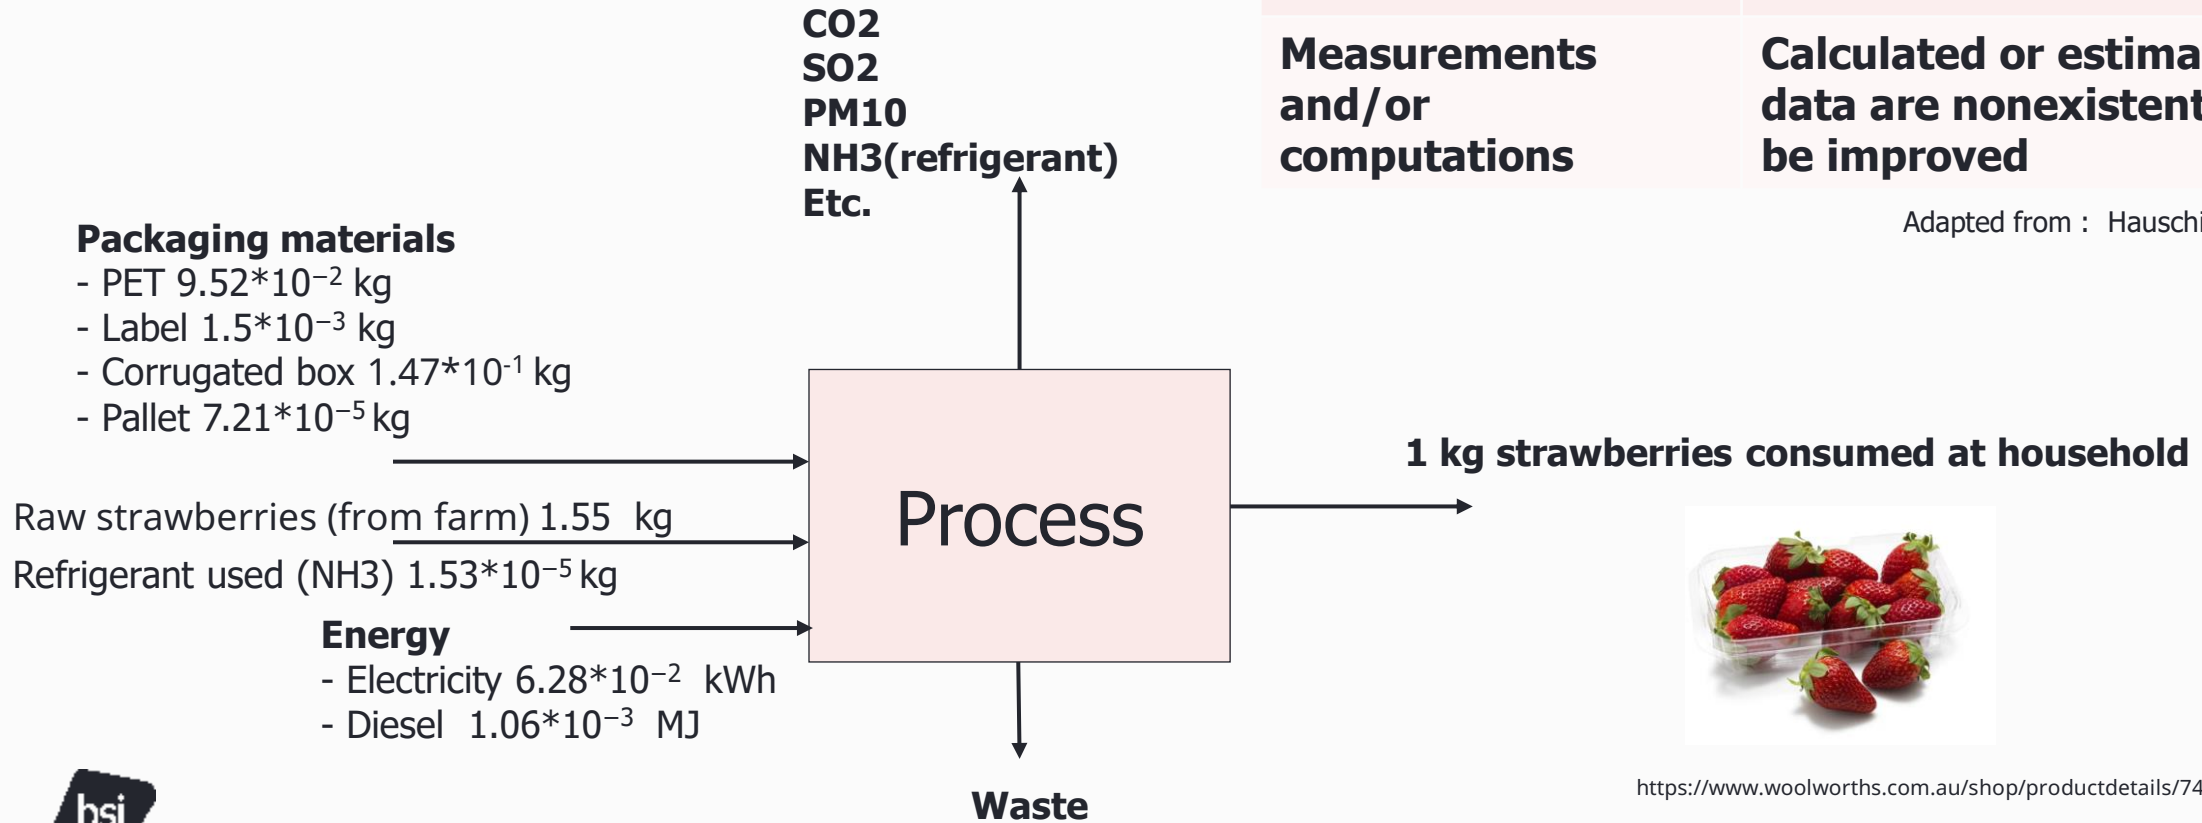 CO2
SO2
PM10
NH3(refrigerant)
Etc.
Measurements
and/or
computations
Calculated or estima
data are nonexistent
be improved
Adapted from : Hauschi
Packaging materials
- PET 9.52*10⁻² kg
- Label 1.5*10⁻³ kg
- Corrugated box 1.47*10⁻¹ kg
- Pallet 7.21*10⁻⁵ kg
Raw strawberries (from farm) 1.55 kg
Refrigerant used (NH3) 1.53*10⁻⁵ kg
Energy
- Electricity 6.28*10⁻² kWh
- Diesel 1.06*10⁻³ MJ
Process
1 kg strawberries consumed at household
Waste
https://www.woolworths.com.au/shop/productdetails/74
bsi